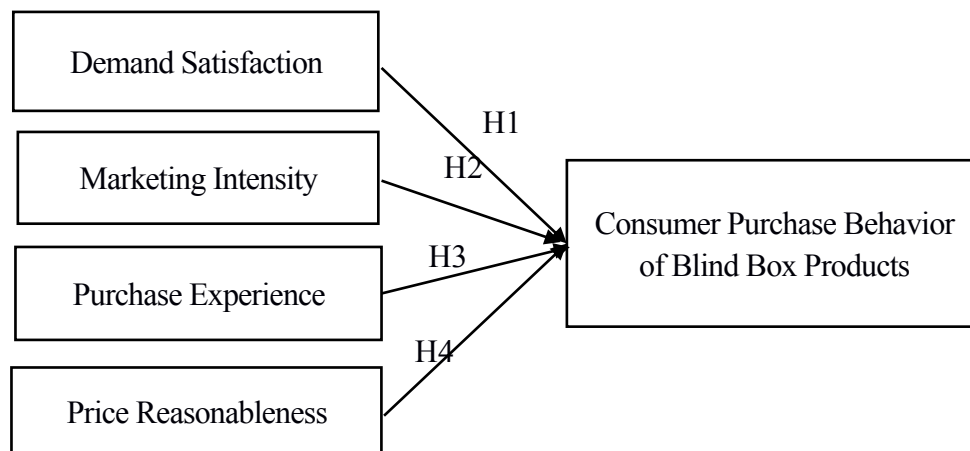 Demand Satisfaction
H1
Marketing Intensity
H2
Consumer Purchase Behavior
of Blind Box Products
Purchase Experience
H3
Price Reasonableness
H4